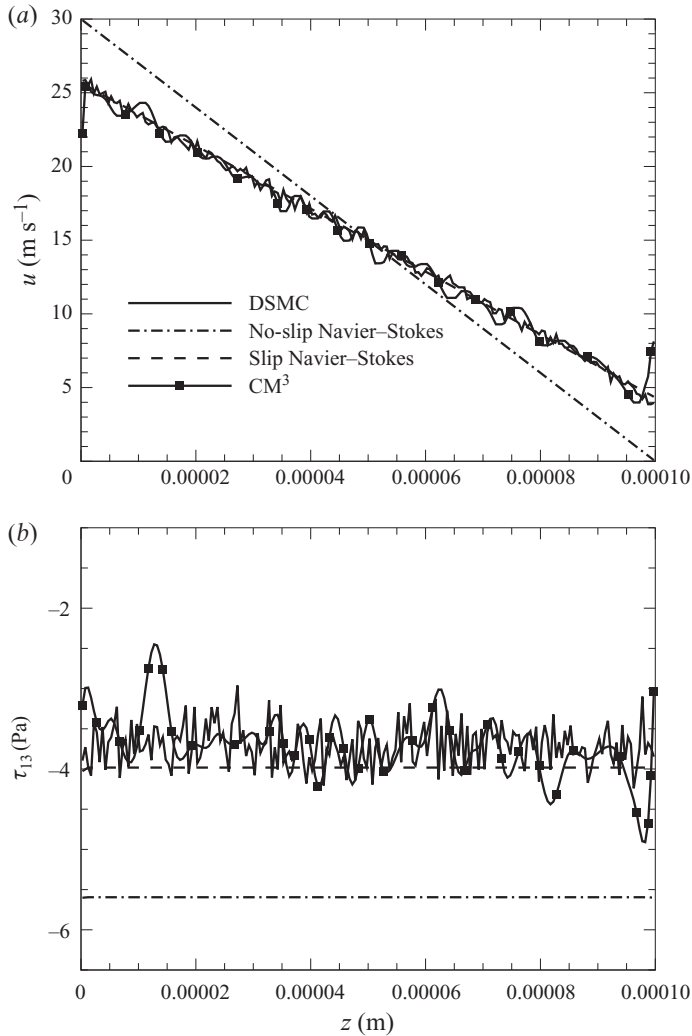 (a)
30
25
20
15
10
5
0
u (m s⁻¹)
DSMC
No-slip Navier–Stokes
Slip Navier–Stokes
CM³
0.00002
0.00004
0.00006
0.00008
0.00010
(b)
–2
–4
–6
τ₁₃ (Pa)
0
0.00002
0.00004
0.00006
0.00008
0.00010
z (m)